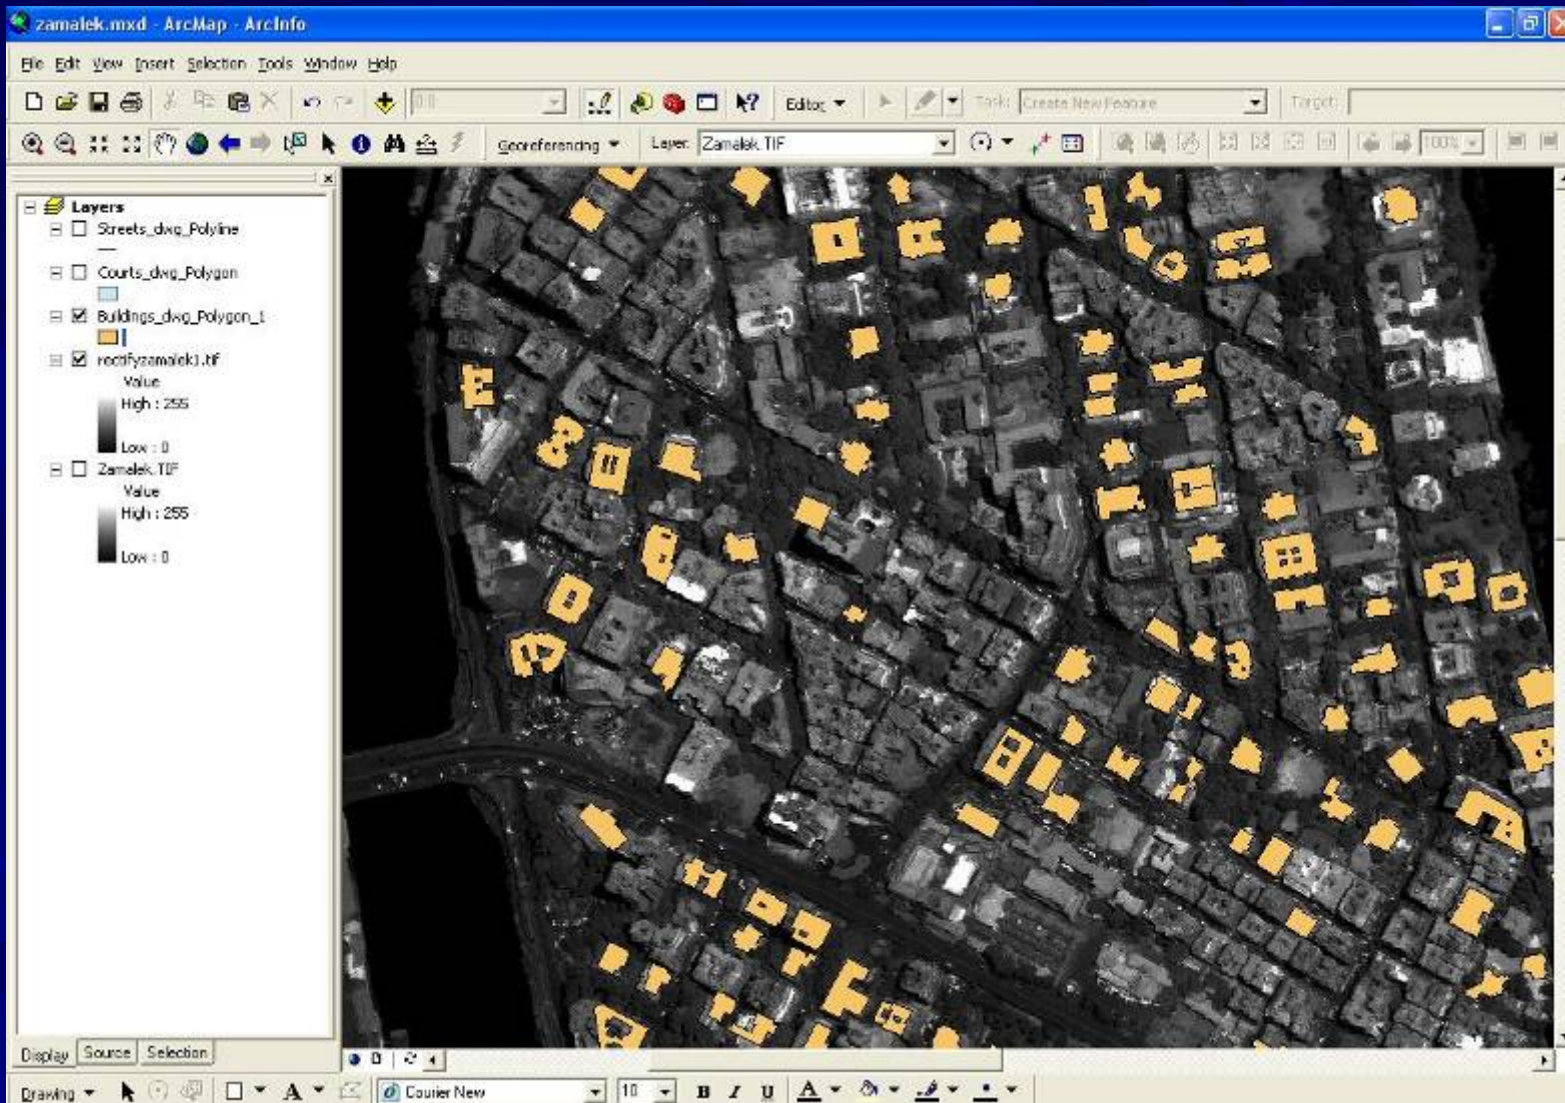 zamalek.mxd - ArcMap - ArcInfo
File Edit View Insert Selection Tools Window Help
Editor Task: Create New Feature Target:
Georeferencing Layer: Zamalek.TIF 100%
Layers
Streets_dwg_Polyline
Courts_dwg_Polygon
Buildings_dwg_Polygon_1
rectifyzamalek1.tif
Value
High : 255
Low : 0
Zamalek.TIF
Value
High : 255
Low : 0
Display Source Selection
Drawing A Courier New 10 B I U A